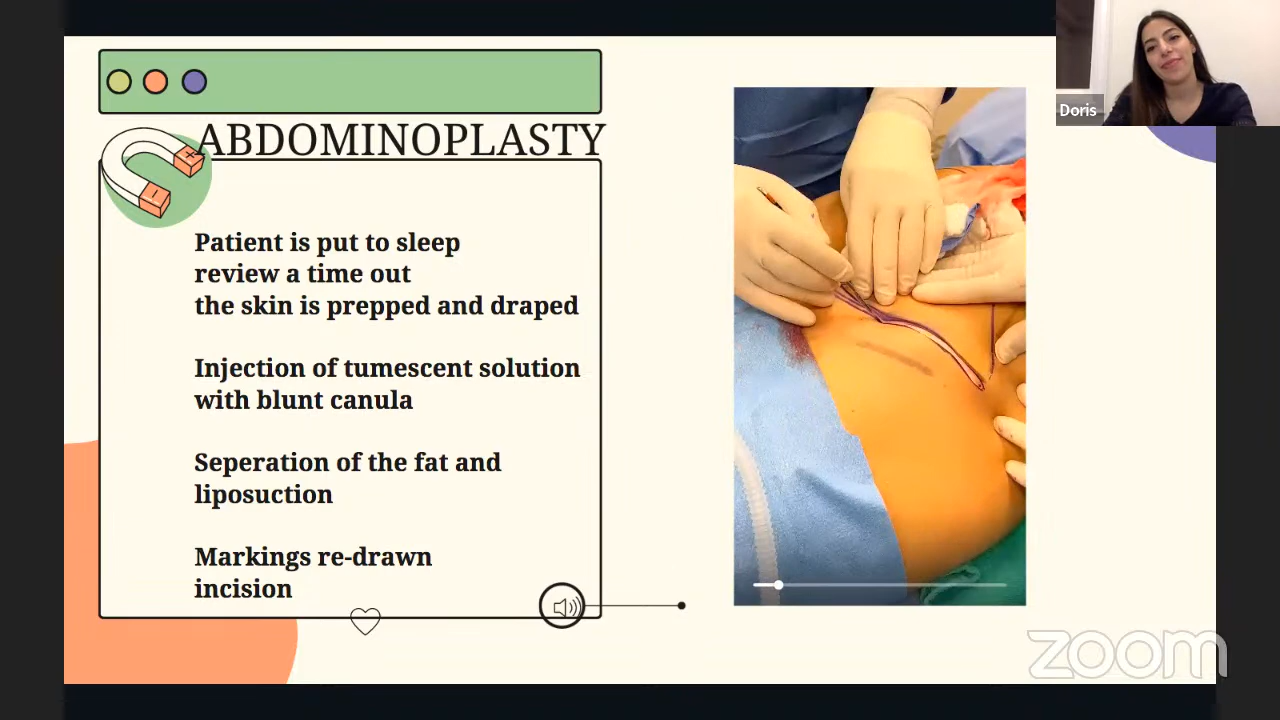 Doris
ABDOMINOPLASTY
Patient is put to sleep
review a time out
the skin is prepped and draped
Injection of tumescent solution
with blunt canula
Seperation of the fat and
liposuction
Markings re-drawn
incision
zoom